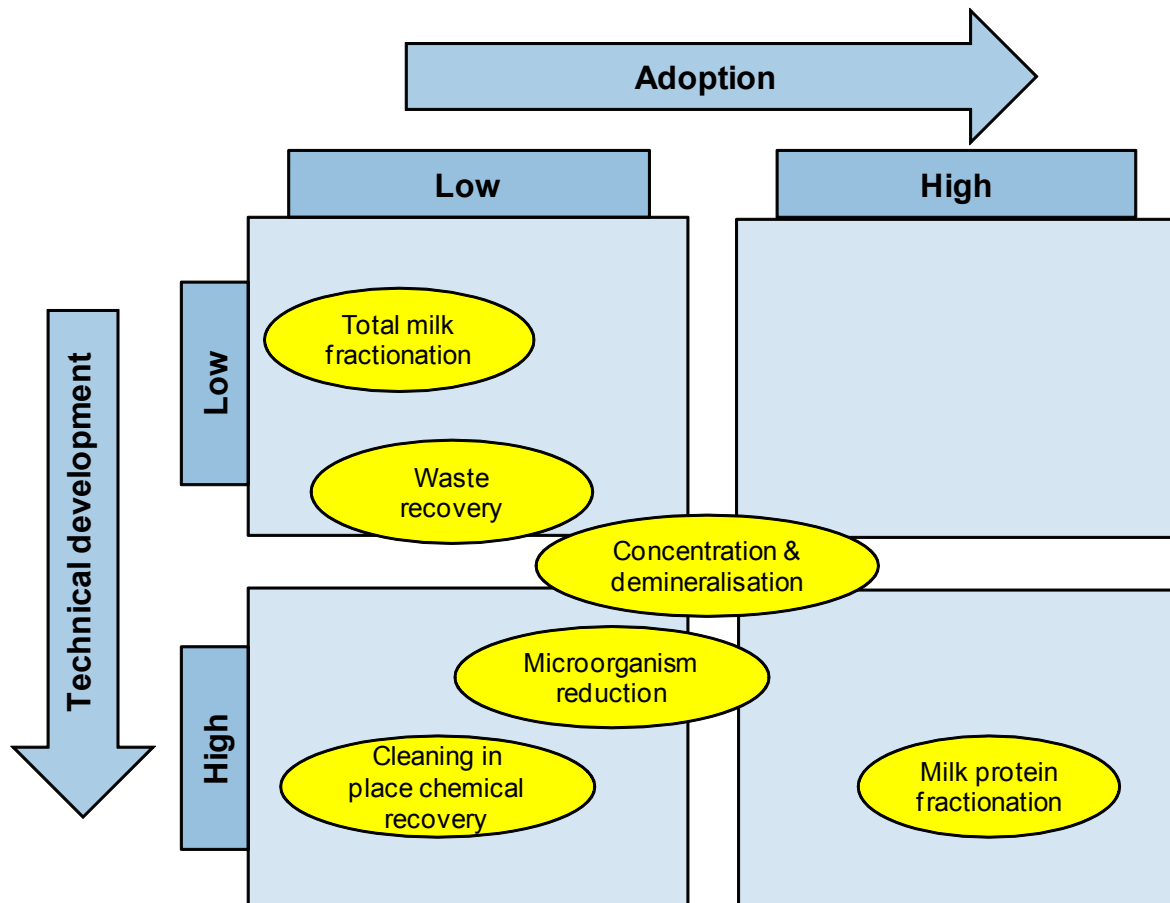 Adoption
Low
High
Technical development
Low
High
Total milk
fractionation
Waste
recovery
Concentration &
demineralisation
Microorganism
reduction
Cleaning in
place chemical
recovery
Milk protein
fractionation